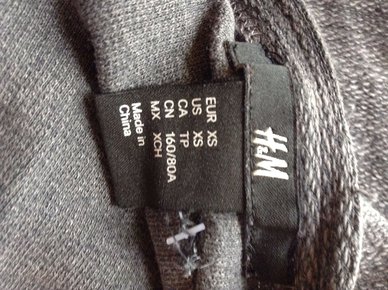 H&M
EUR XS
US XS
CA TP
CN 160/80A
MX XCH
Made in
China